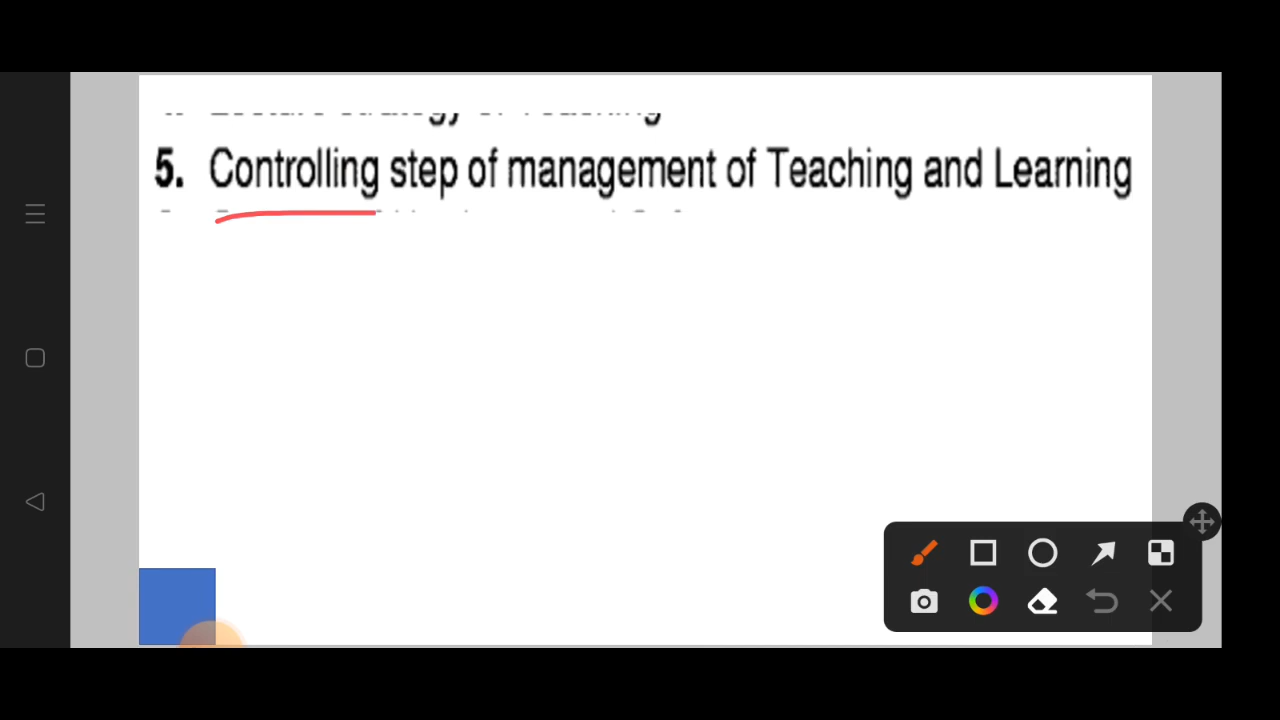 5. Controlling step of management of Teaching and Learning